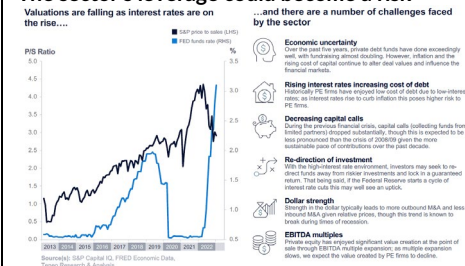 Valuations are falling as interest rates are on
the rise….
S&P price to sales (LHS)
FED funds rate (RHS)
P/S Ratio
%
5.0
4.5
4.0
3.5
3.0
2.5
2.0
1.5
1.0
0.5
0.0
5.0
3.5
3.0
2.5
2.0
1.5
1.0
0.5
2013 2014 2015 2016 2017 2018 2019 2020 2021 2022
Source(s): S&P Capital IQ, FRED Economic Data,
…and here are a number of challenges faced
by the sector
Economic uncertainty
Over the past five years, private debt funds have done exceedingly
well, with fundraising almost doubling. However, inflation and the
rising cost of capital continue to alter deal values and influence the
financial markets.
Rising interest rates increasing cost of debt
Historically PE firms have enjoyed low cost of debt due to low-interest
rates; as interest rates rise to curb inflation this poses higher risk to
PE firms.
Decreasing capital calls
During the previous financial crisis, capital calls (collecting funds from
limited partners) dropped substantially, though this is expected to be
less pronounced than the crisis of 2008/09 given the more
sustainable pace of contributions over the past decade.
Re-direction of investment
With the high-interest rate environment, investors may seek to re-
direct funds away from riskier investments and lock in a guaranteed
return. That being said, if the Federal Reserve starts a cycle of
interest rate cuts this may well see an uptick.
Dollar strength
Strength in the dollar typically leads to more outbound M&A and less
inbound M&A given relative prices, though this trend is known to
break during times of recession.
EBITDA multiples
Private equity has enjoyed significant value creation at the point of
sale through EBITDA multiple expansion; as multiple expansion
slows, we expect the value created by PE firms to decline.